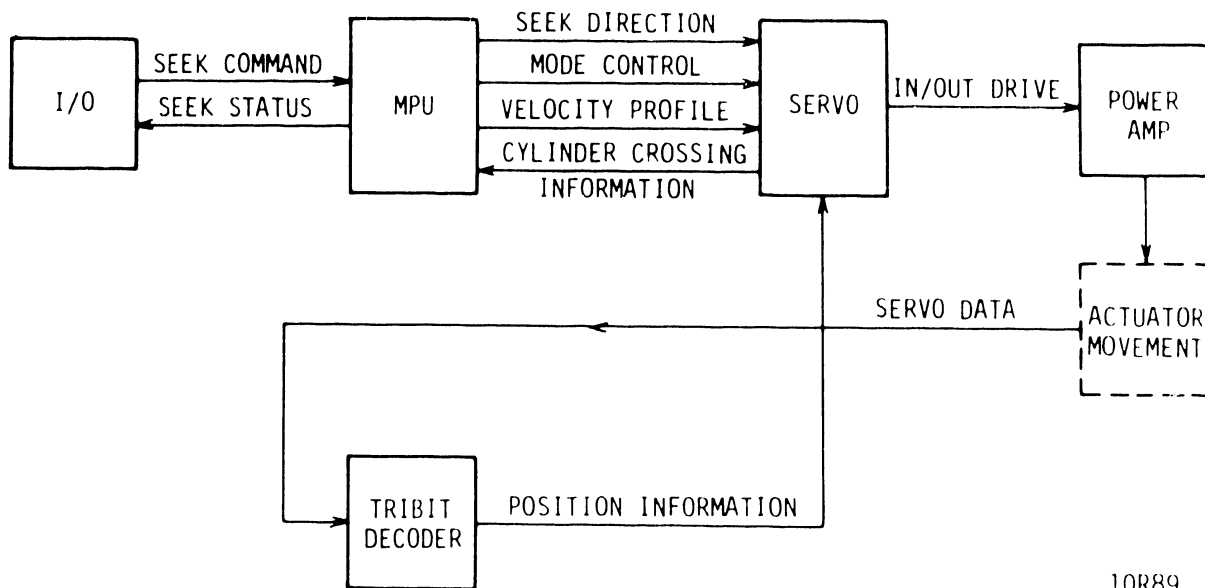 SEEK DIRECTION
SEEK COMMAND
MODE CONTROL
IN/OUT DRIVE
I/O
MPU
SERVO
POWER
AMP
SEEK STATUS
VELOCITY PROFILE
CYLINDER CROSSING
INFORMATION
SERVO DATA
ACTUATOR
MOVEMENT
TRIBIT
DECODER
POSITION INFORMATION
10R89